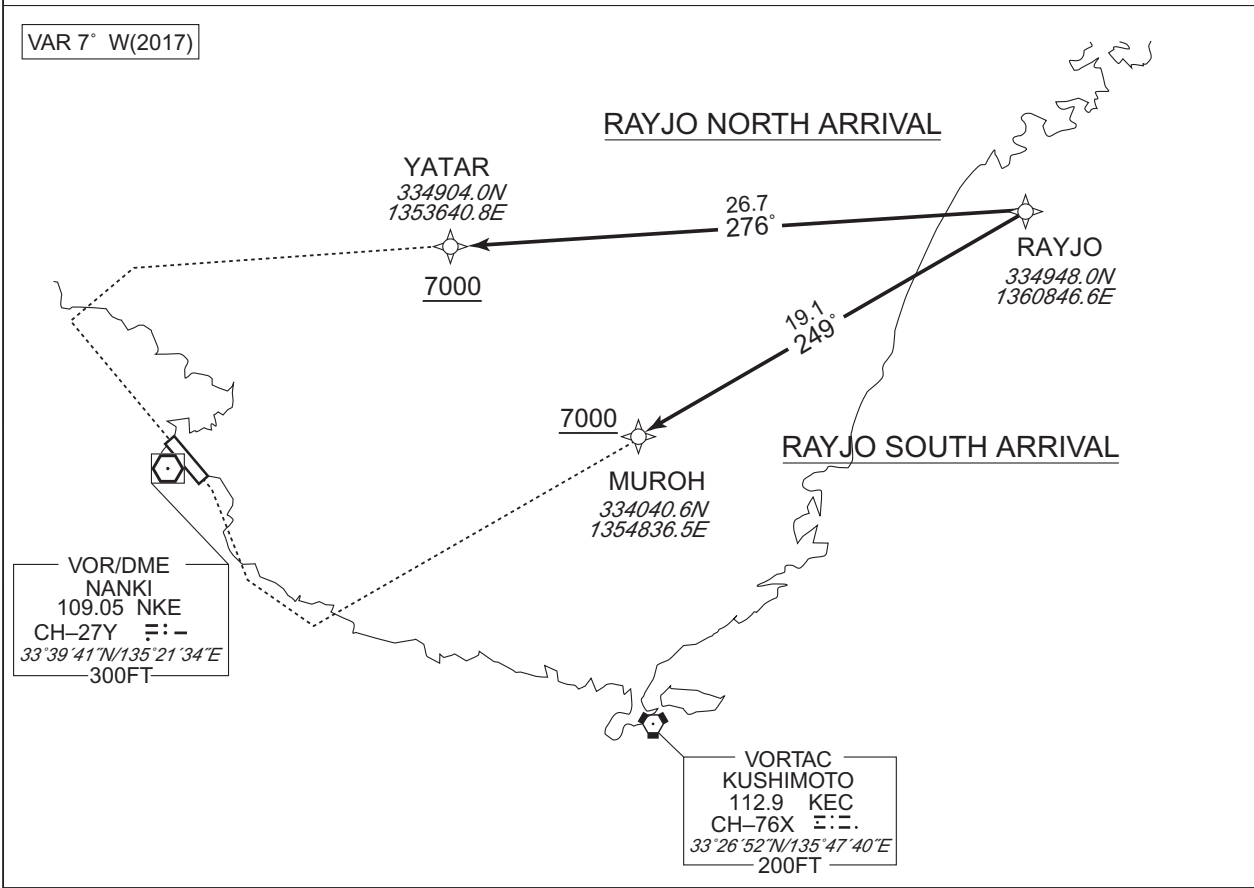 VAR 7° W(2017)
RAYJO NORTH ARRIVAL
YATAR
334904.0N
1353640.8E
7000
26.7
276°
RAYJO
334948.0N
1360846.6E
19.1
249°
7000
MUROH
334040.6N
1354836.5E
RAYJO SOUTH ARRIVAL
VOR/DME
NANKI
109.05 NKE
CH–27Y
33°39′41″N/135°21′34″E
300FT
VORTAC
KUSHIMOTO
112.9 KEC
CH–76X
33°26′52″N/135°47′40″E
200FT